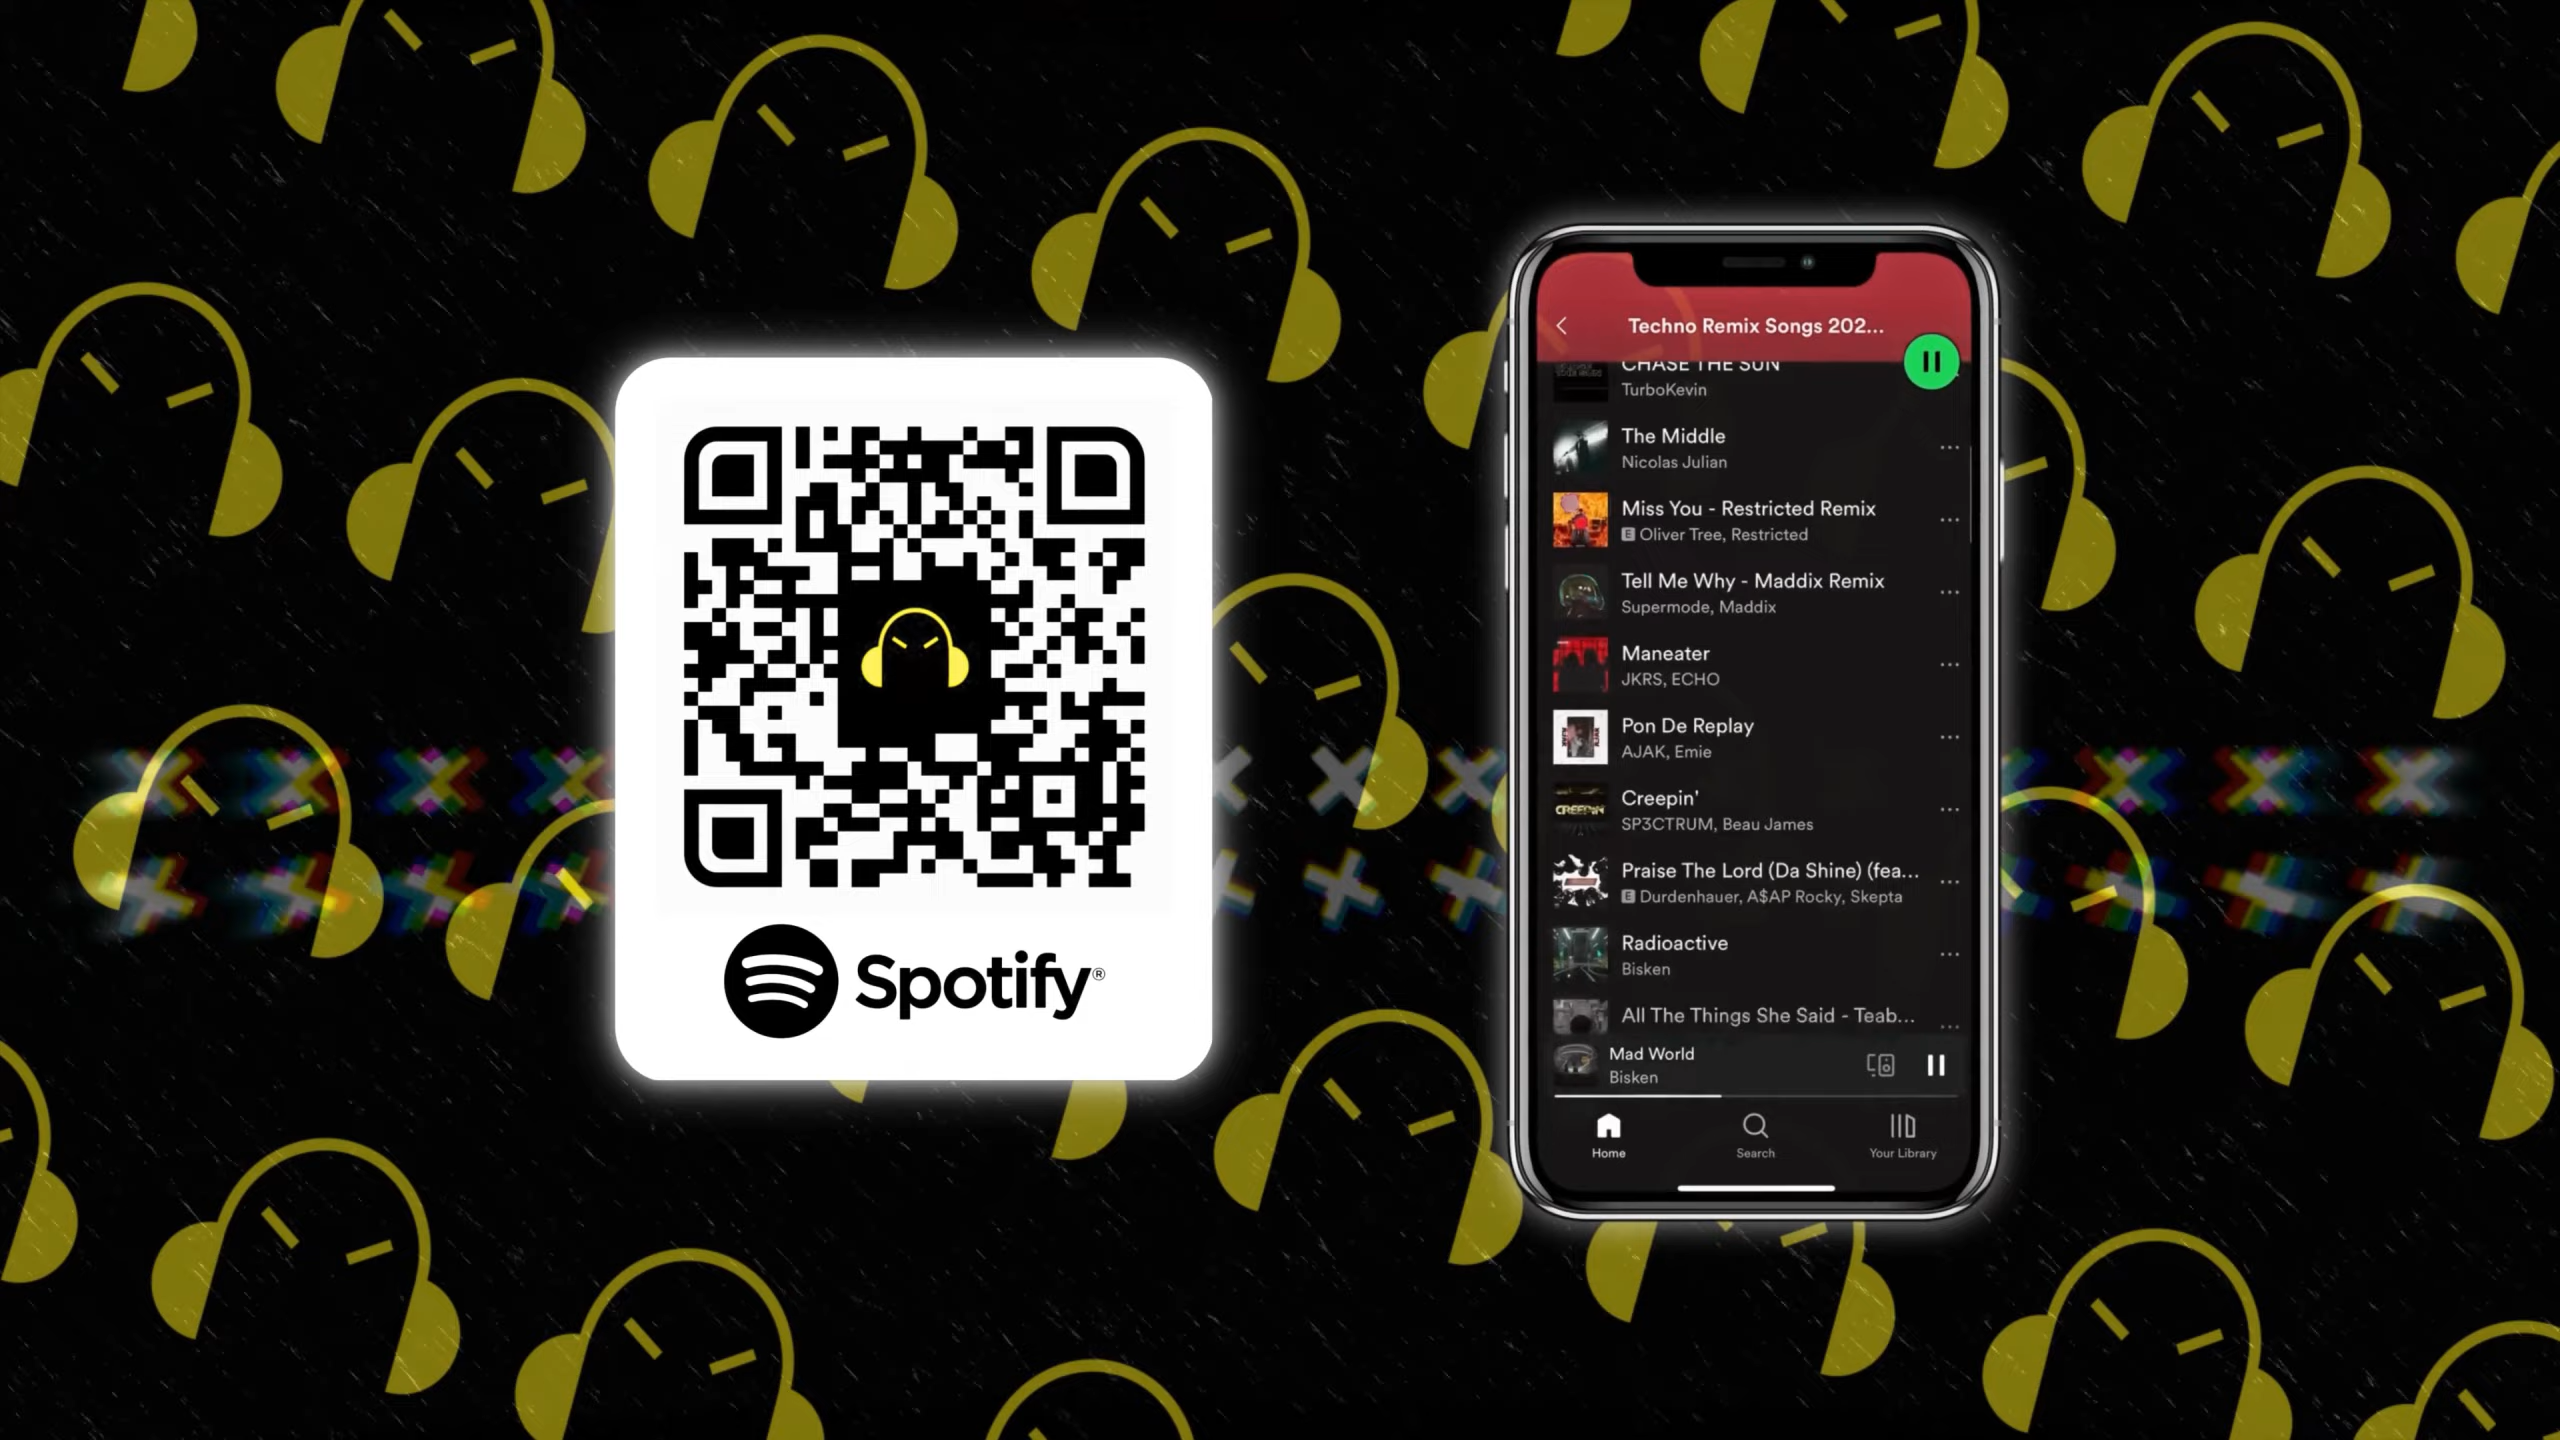 Spotify®
Techno Remix Songs 202...
CHASE THE SUN
TurboKevin
The Middle
Nicolas Julian
Miss You - Restricted Remix
E Oliver Tree, Restricted
Tell Me Why - Maddix Remix
Supermode, Maddix
Maneater
JKRS, ECHO
Pon De Replay
AJAK, Emie
CREEPIN
Creepin'
SP3CTRUM, Beau James
Praise The Lord (Da Shine) (fea...
E Durdenhauer, A$AP Rocky, Skepta
Radioactive
Bisken
All The Things She Said - Teab...
Mad World
Bisken
Home
Search
Your Library